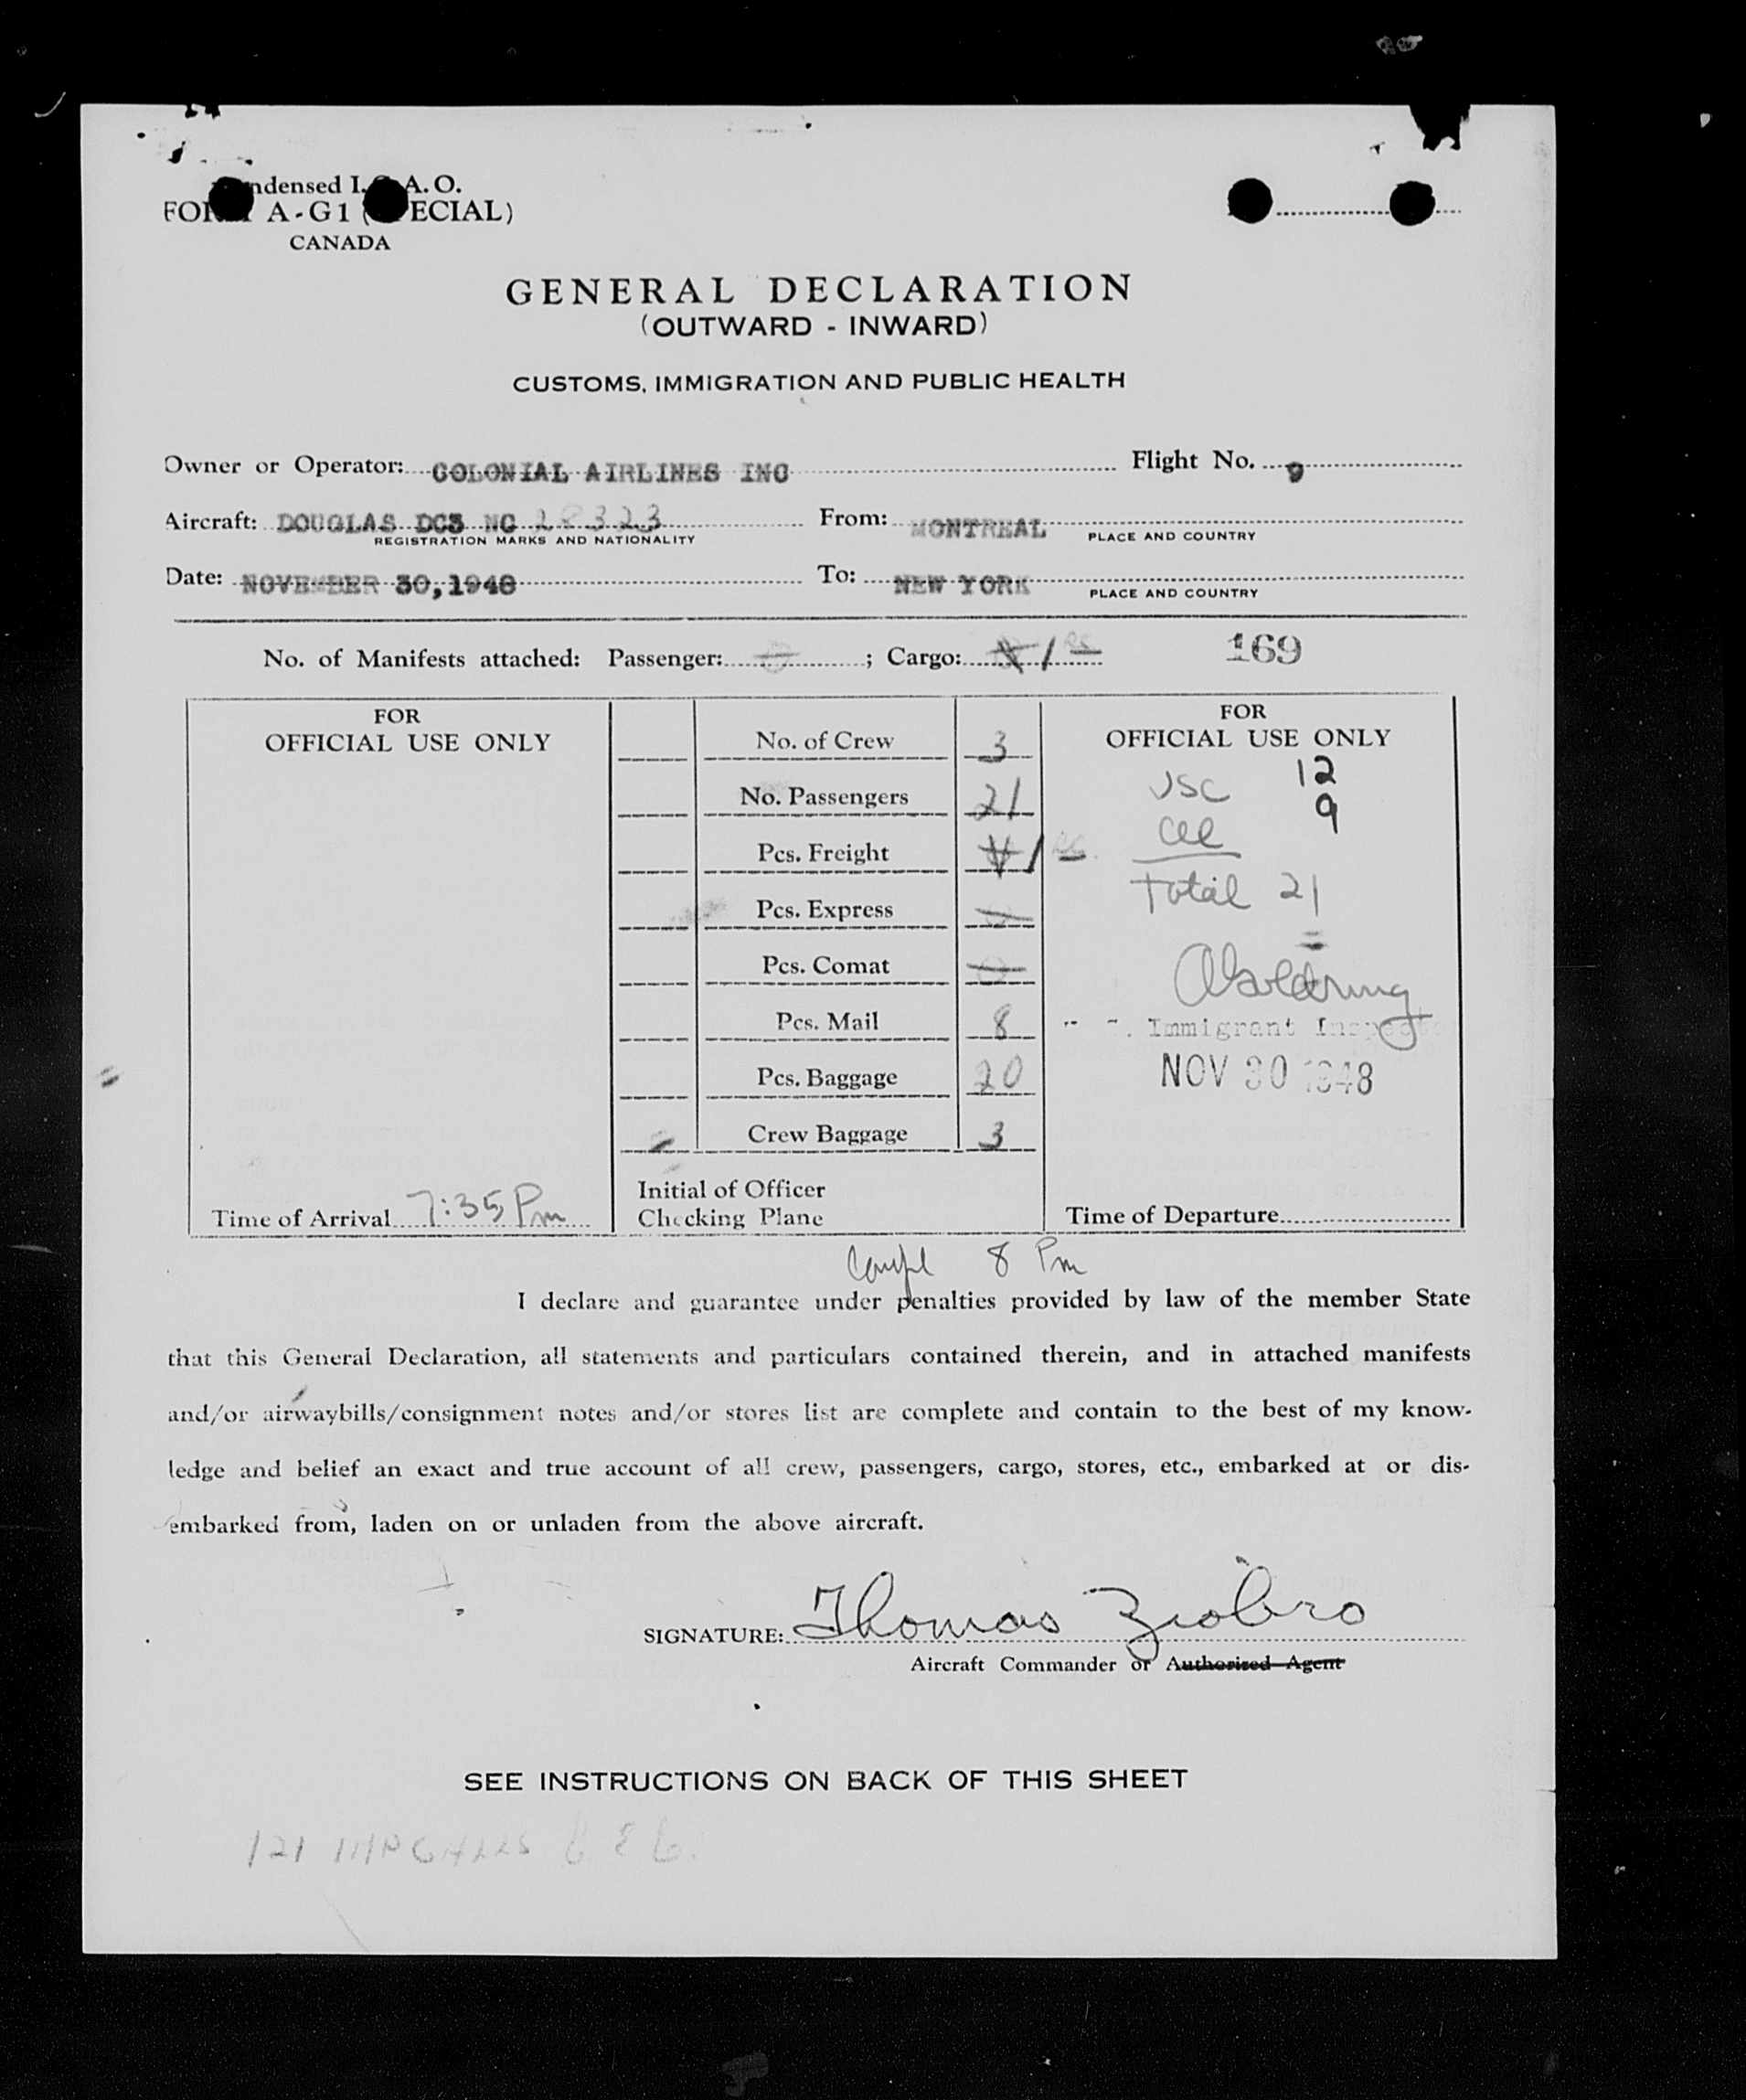 ndensed I. A. O.
FOR A-G1 ( ECIAL)
CANADA
GENERAL DECLARATION
(OUTWARD - INWARD)
CUSTOMS, IMMIGRATION AND PUBLIC HEALTH
Owner or Operator: COLONIAL AIRLINES INC Flight No. 9
Aircraft: DOUGLAS DC3 NC 28323 From: MONTREAL
REGISTRATION MARKS AND NATIONALITY PLACE AND COUNTRY
Date: NOVEMBER 30,1948 To: NEW YORK
PLACE AND COUNTRY
No. of Manifests attached: Passenger: ; Cargo: 1 169
FOR
OFFICIAL USE ONLY
Time of Arrival 7:35 Pm
No. of Crew 3
No. Passengers 21
Pcs. Freight 1
Pcs. Express
Pcs. Comat
Pcs. Mail 8
Pcs. Baggage 20
Crew Baggage 3
Initial of Officer
Checking Plane
FOR
OFFICIAL USE ONLY
USC 12
9
Total 21
Immigrant Inspector
NOV 30 1948
Time of Departure
Compl 8 Pm
I declare and guarantee under penalties provided by law of the member State
that this General Declaration, all statements and particulars contained therein, and in attached manifests
and/or airwaybills/consignment notes and/or stores list are complete and contain to the best of my know-
ledge and belief an exact and true account of all crew, passengers, cargo, stores, etc., embarked at or dis-
embarked from, laden on or unladen from the above aircraft.
SIGNATURE: Thomas Ziobro
Aircraft Commander or Authorized Agent
SEE INSTRUCTIONS ON BACK OF THIS SHEET